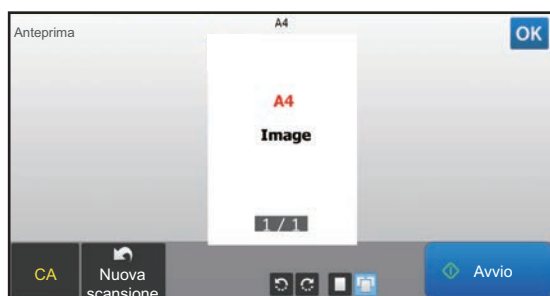 A4
Anteprima
OK
A4
Image
1 / 1
CA
Nuova
scansione
Avvio